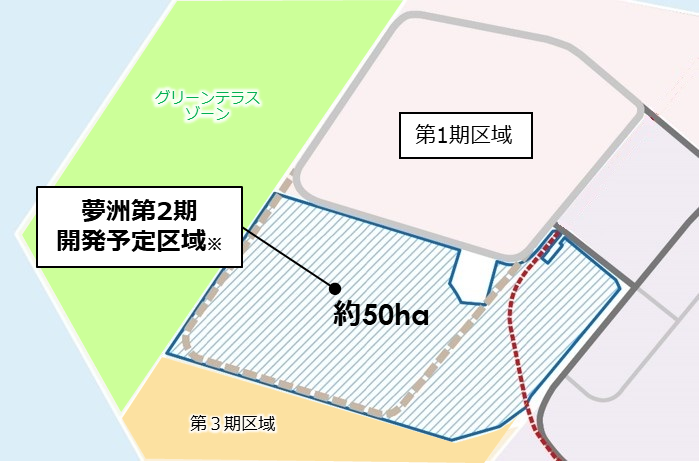 グリーンテラス
ゾーン
第1期区域
夢洲第2期
開発予定区域※
約50ha
第３期区域